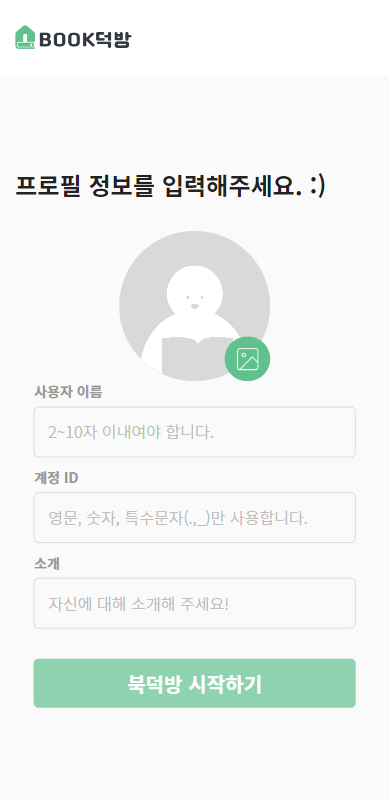 BOOK덕방
프로필 정보를 입력해주세요. :)
사용자 이름
2~10자 이내여야 합니다.
계정 ID
영문, 숫자, 특수문자(.,_)만 사용합니다.
소개
자신에 대해 소개해 주세요!
북덕방 시작하기